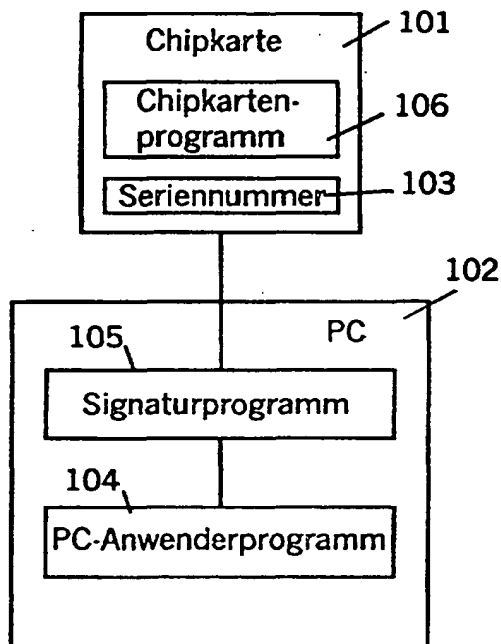 Chipkarte
101
Chipkarten-
programm
106
Seriennummer
103
102
PC
105
Signaturprogramm
104
PC-Anwenderprogramm